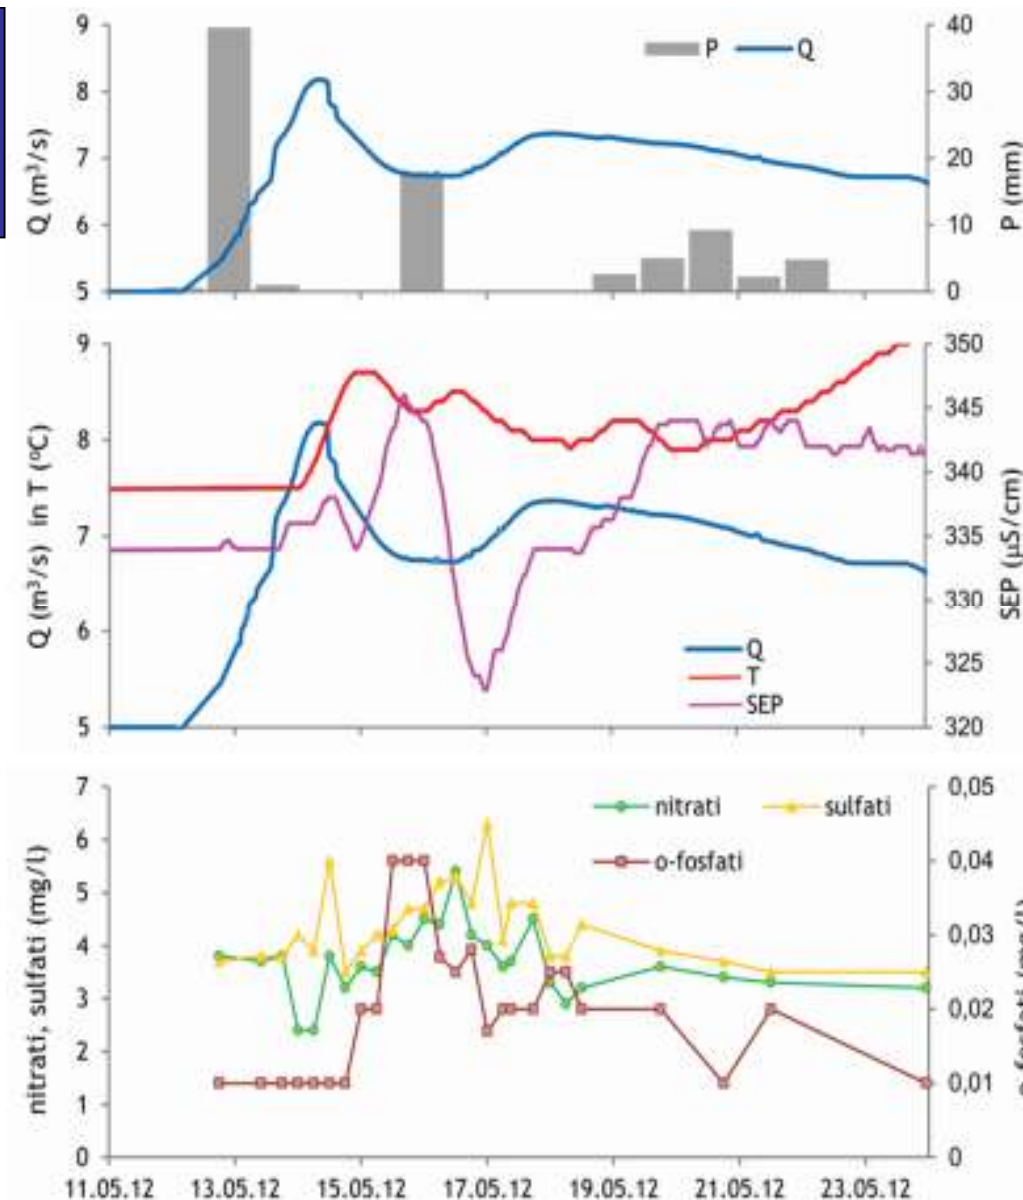 9 40
P Q
8 30
7 20
6 10
5 0
Q (m³/s)
P (mm)
9 350
345
8 340
7 335
330
6 325
5 320
Q (m³/s) in T (ºC)
SEP (µS/cm)
Q
T
SEP
7 0,05
nitrati sulfati
6 0,04
o-fosfati
5
4 0,03
3 0,02
2
1 0,01
0 0
nitrati, sulfati (mg/l)
o-fosfati (mg/l)
11.05.12 13.05.12 15.05.12 17.05.12 19.05.12 21.05.12 23.05.12